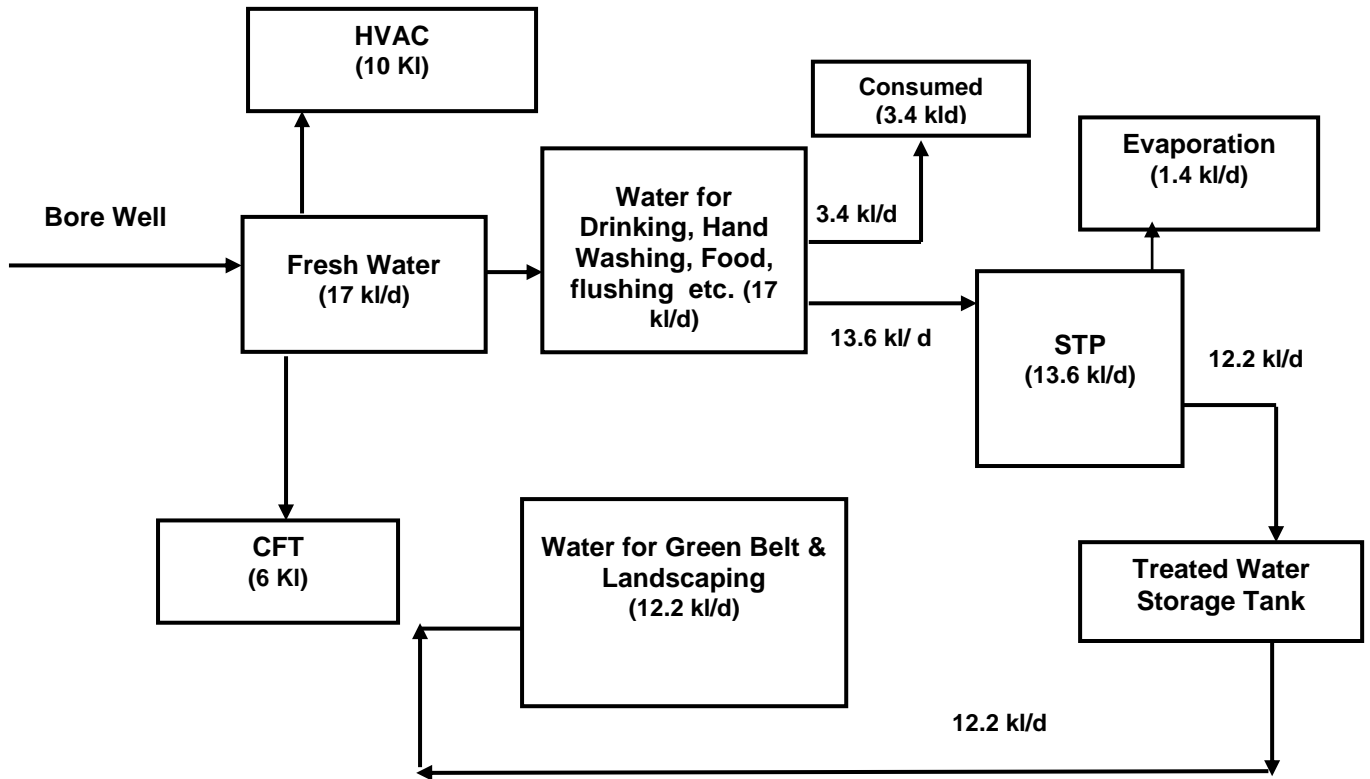 HVAC
(10 Kl)
Consumed
(3.4 kld)
Evaporation
(1.4 kl/d)
Bore Well
Fresh Water
(17 kl/d)
Water for
Drinking, Hand
Washing, Food,
flushing etc. (17
kl/d)
3.4 kl/d
13.6 kl/ d
STP
(13.6 kl/d)
12.2 kl/d
CFT
(6 Kl)
Water for Green Belt &
Landscaping
(12.2 kl/d)
Treated Water
Storage Tank
12.2 kl/d